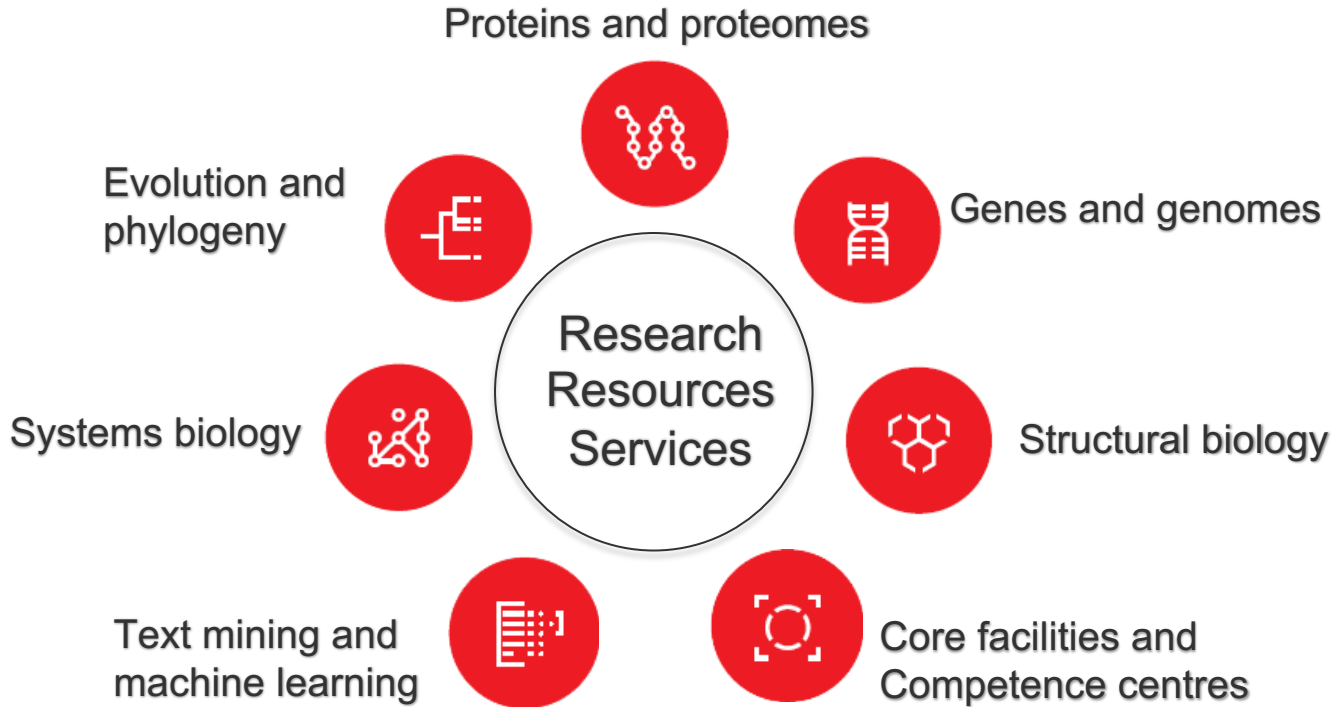 Proteins and proteomes
Evolution and
phylogeny
Genes and genomes
Research
Resources
Services
Systems biology
Structural biology
Text mining and
machine learning
Core facilities and
Competence centres